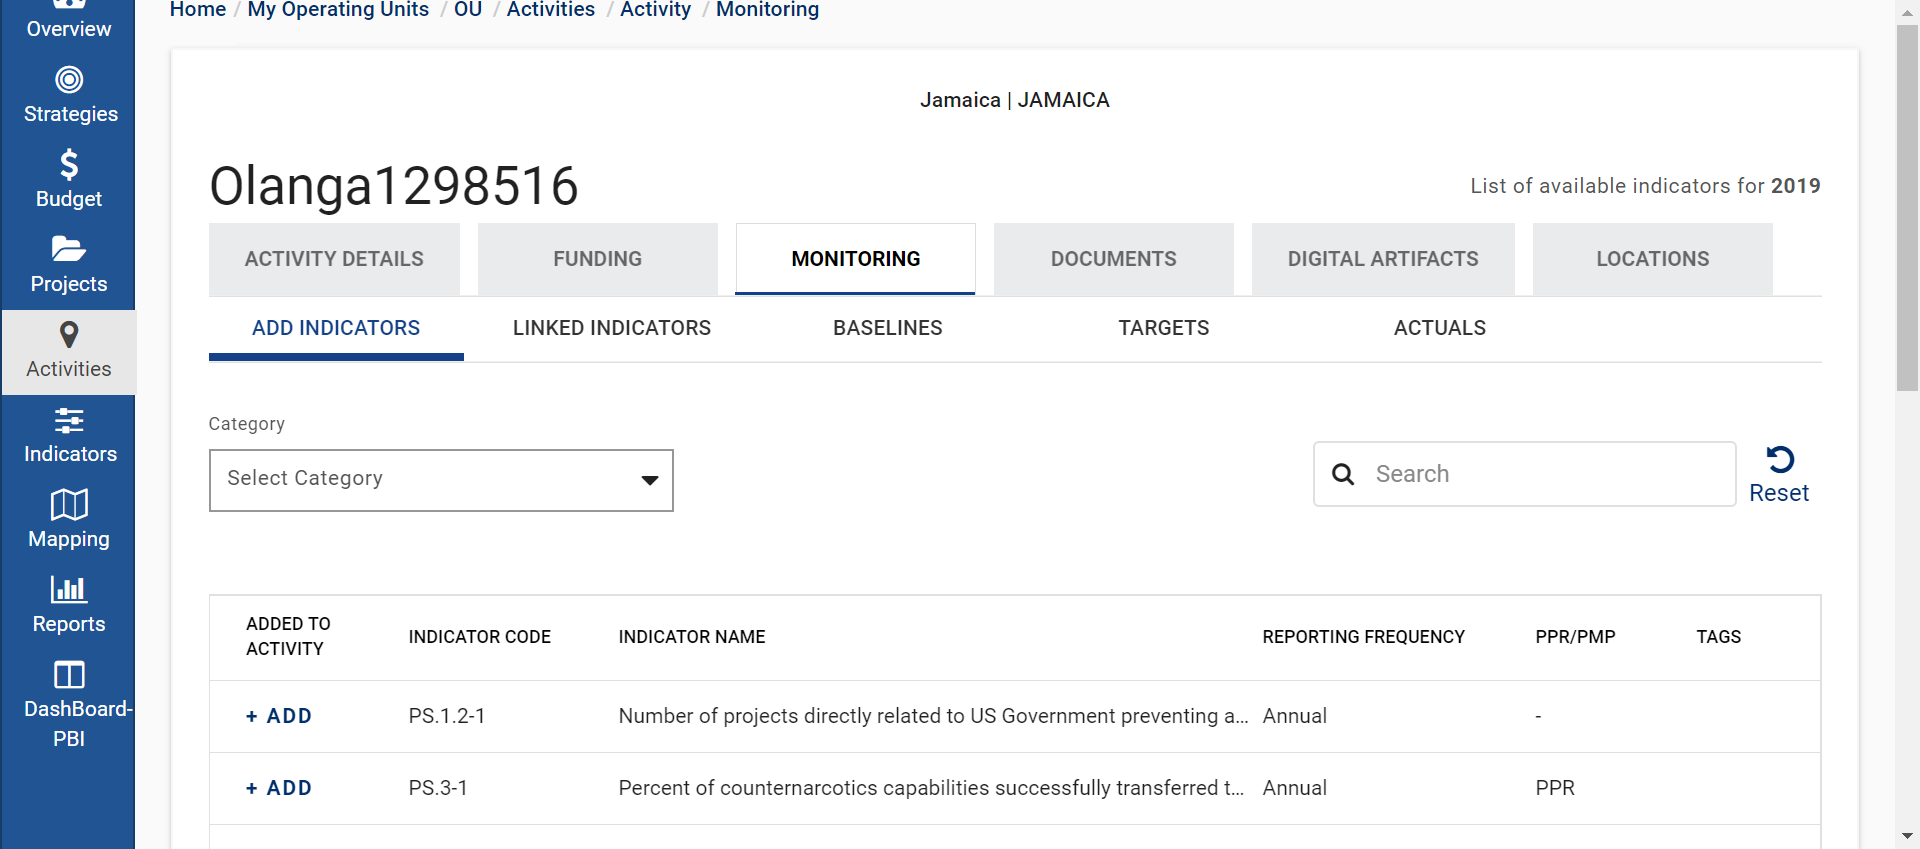 Overview
Strategies
Budget
Projects
Activities
Indicators
Mapping
Reports
DashBoard-
PBI
Home / My Operating Units / OU / Activities / Activity / Monitoring
Jamaica | JAMAICA
Olanga1298516
List of available indicators for 2019
ACTIVITY DETAILS FUNDING MONITORING DOCUMENTS DIGITAL ARTIFACTS LOCATIONS
ADD INDICATORS LINKED INDICATORS BASELINES TARGETS ACTUALS
Category
Select Category
Search
Reset
ADDED TO
ACTIVITY
INDICATOR CODE INDICATOR NAME REPORTING FREQUENCY PPR/PMP TAGS
+ ADD PS.1.2-1 Number of projects directly related to US Government preventing a... Annual -
+ ADD PS.3-1 Percent of counternarcotics capabilities successfully transferred t... Annual PPR